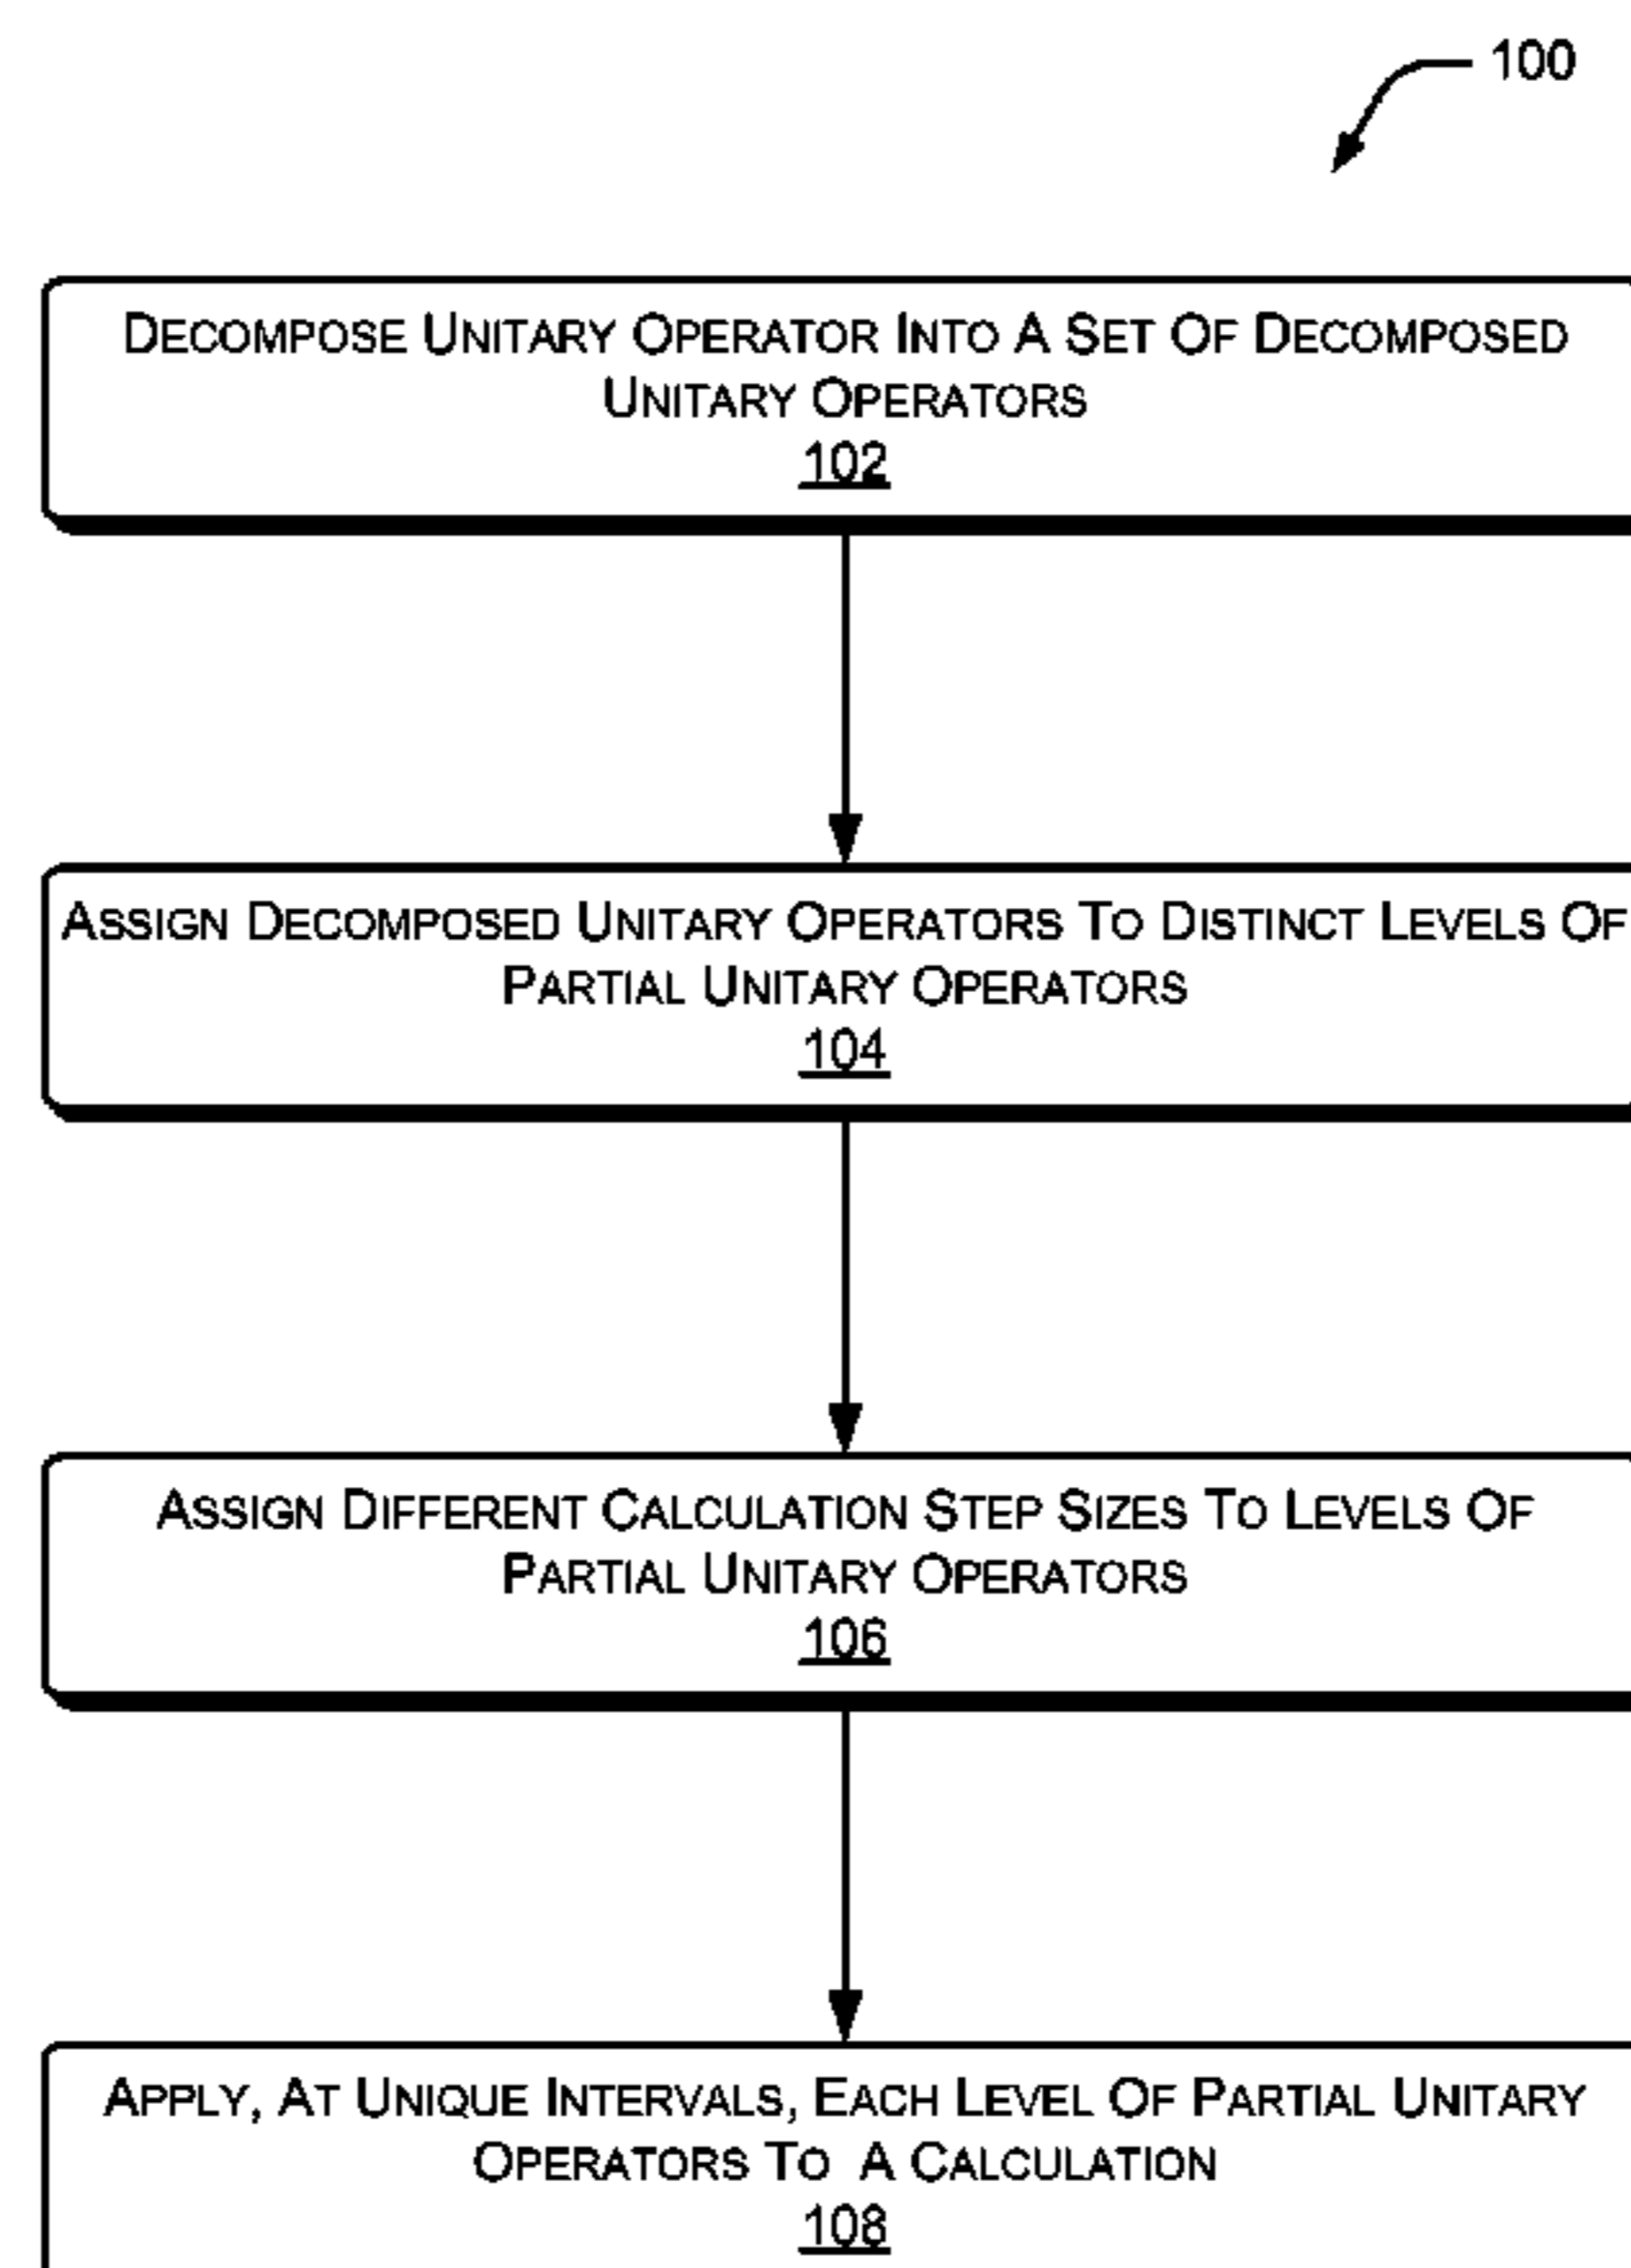 100
DECOMPOSE UNITARY OPERATOR INTO A SET OF DECOMPOSED
UNITARY OPERATORS
102
ASSIGN DECOMPOSED UNITARY OPERATORS TO DISTINCT LEVELS OF
PARTIAL UNITARY OPERATORS
104
ASSIGN DIFFERENT CALCULATION STEP SIZES TO LEVELS OF
PARTIAL UNITARY OPERATORS
106
APPLY, AT UNIQUE INTERVALS, EACH LEVEL OF PARTIAL UNITARY
OPERATORS TO A CALCULATION
108